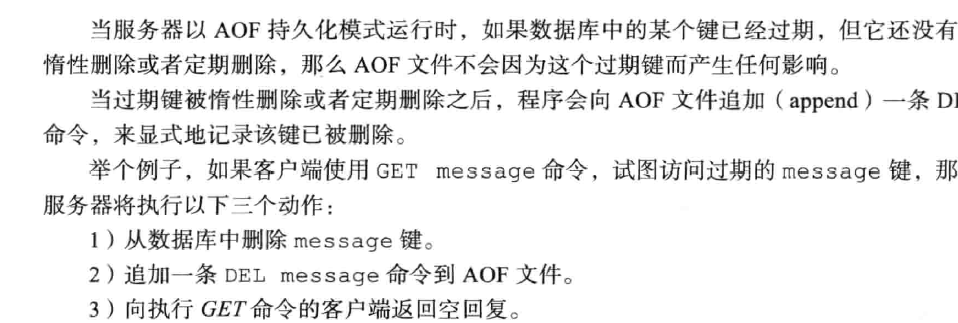 当服务器以 AOF 持久化模式运行时，如果数据库中的某个键已经过期，但它还没有
惰性删除或者定期删除，那么 AOF 文件不会因为这个过期键而产生任何影响。
当过期键被惰性删除或者定期删除之后，程序会向 AOF 文件追加（append）一条
命令，来显式地记录该键已被删除。
举个例子，如果客户端使用 GET message 命令，试图访问过期的 message 键，那
服务器将执行以下三个动作：
1）从数据库中删除 message 键。
2）追加一条 DEL message 命令到 AOF 文件。
3）向执行 GET 命令的客户端返回空回复。